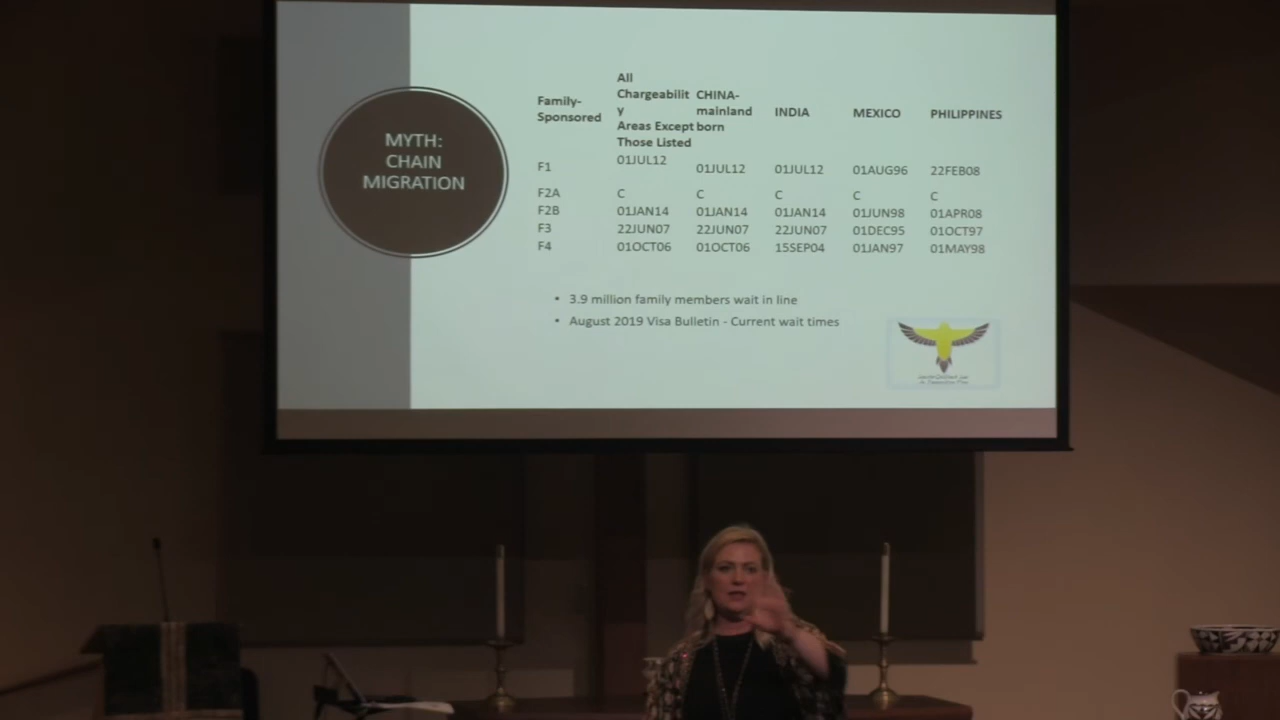 MYTH:
CHAIN
MIGRATION
Family-
Sponsored
All
Chargeabilit
y
Areas Except
Those Listed
CHINA-
mainland
born
INDIA
MEXICO
PHILIPPINES
F1 01JUL12 01JUL12 01JUL12 01AUG96 22FEB08
F2A C C C C C
F2B 01JAN14 01JAN14 01JAN14 01JUN98 01APR08
F3 22JUN07 22JUN07 22JUN07 01DEC95 01OCT97
F4 01OCT06 01OCT06 15SEP04 01JAN97 01MAY98
• 3.9 million family members wait in line
• August 2019 Visa Bulletin - Current wait times